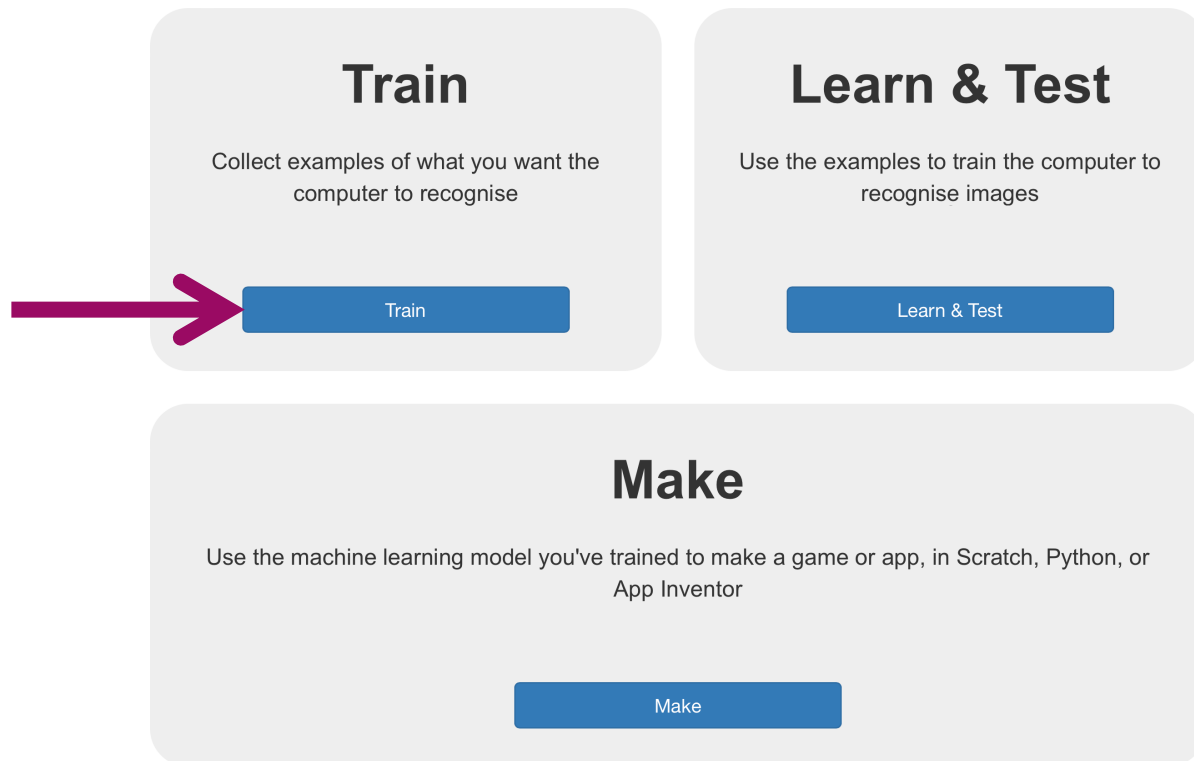 Train
Collect examples of what you want the
computer to recognise
Train
Learn & Test
Use the examples to train the computer to
recognise images
Learn & Test
Make
Use the machine learning model you've trained to make a game or app, in Scratch, Python, or
App Inventor
Make